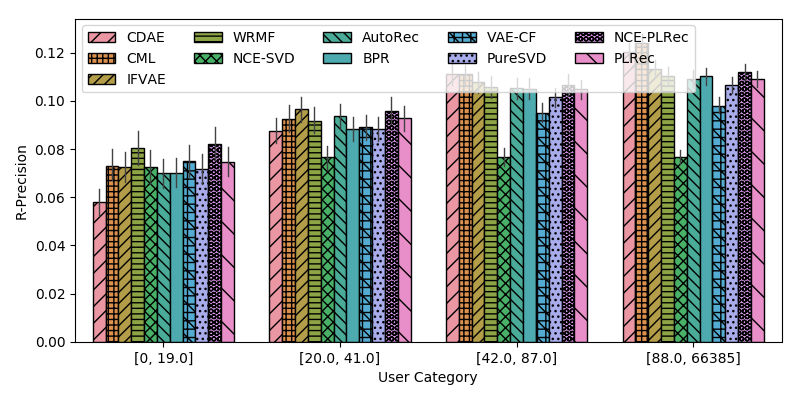 CDAE WRMF AutoRec VAE-CF NCE-PLRec
CML NCE-SVD BPR PureSVD PLRec
IFVAE
0.12
0.10
0.08
0.06
0.04
0.02
0.00
R-Precision
[0, 19.0] [20.0, 41.0] [42.0, 87.0] [88.0, 66385]
User Category